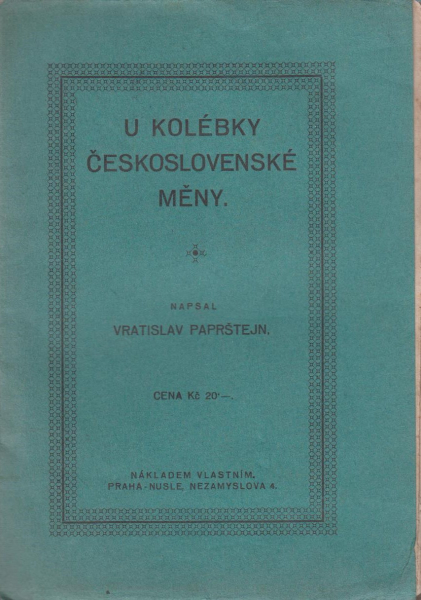 U KOLÉBKY
ČESKOSLOVENSKÉ
MĚNY.
NAPSAL
VRATISLAV PAPRŠTEJN.
CENA Kč 20'—.
NÁKLADEM VLASTNÍM,
PRAHA-NUSLE, NEZAMYSLOVA 4.